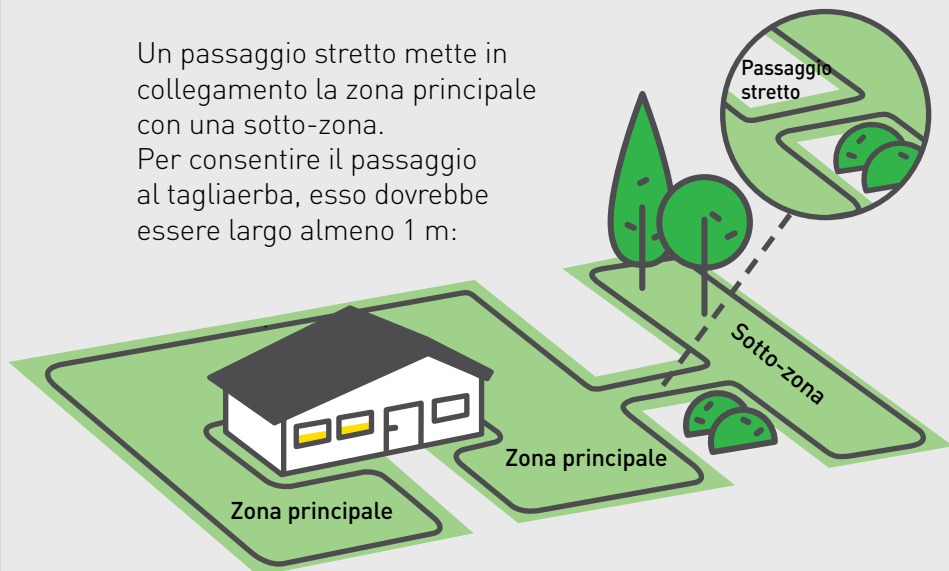 Un passaggio stretto mette in
collegamento la zona principale
con una sotto-zona.
Per consentire il passaggio
al tagliaerba, esso dovrebbe
essere largo almeno 1 m:
Passaggio
stretto
Sotto-zona
Zona principale
Zona principale